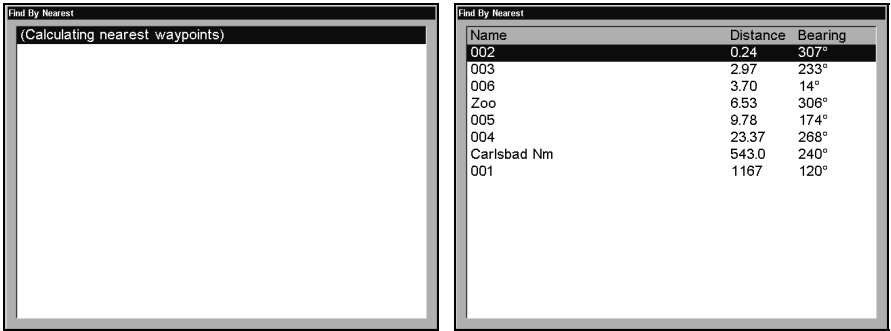 Find By Nearest
(Calculating nearest waypoints)
Find By Nearest
Name Distance Bearing
002 0.24 307°
003 2.97 233°
006 3.70 14°
Zoo 6.53 306°
005 9.78 174°
004 23.37 268°
Carlsbad Nm 543.0 240°
001 1167 120°